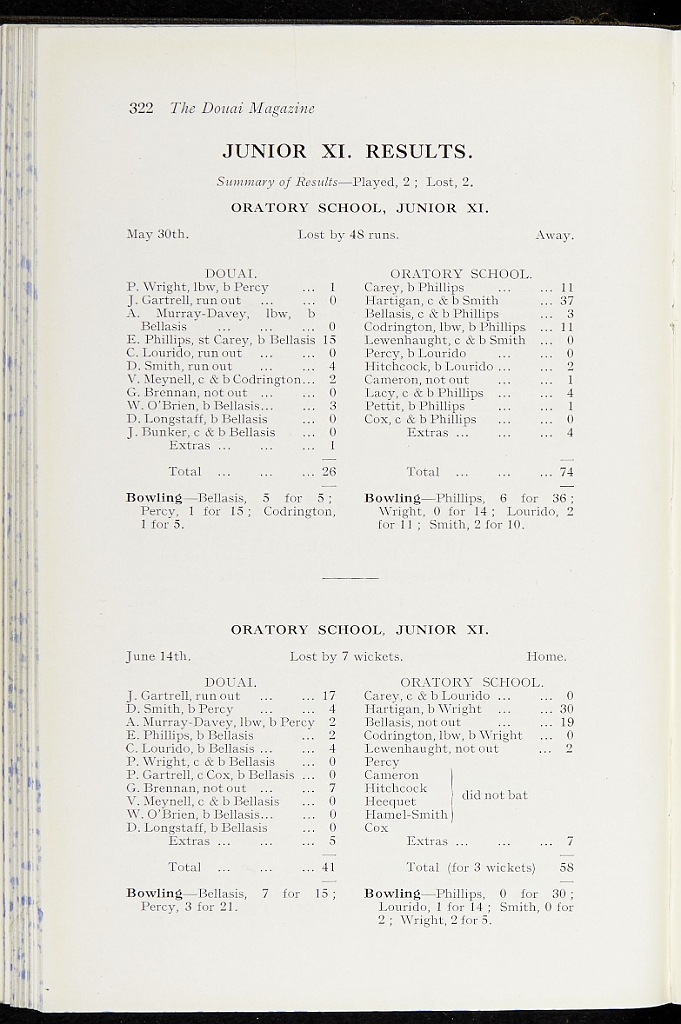 322 The Douai Magazine
JUNIOR XI. RESULTS.
Summary of Results—Played, 2 ; Lost, 2.
ORATORY SCHOOL, JUNIOR XI.
May 30th. Lost by 48 runs. Away.
DOUAI.
P. Wright, lbw, b Percy ... 1
J. Gartrell, run out ... ... 0
A. Murray-Davey, lbw, b
Bellasis ... ... ... 0
E. Phillips, st Carey, b Bellasis 15
C. Lourido, run out ... ... 0
D. Smith, run out ... ... 4
V. Meynell, c & b Codrington... 2
G. Brennan, not out ... ... 0
W. O'Brien, b Bellasis... ... 3
D. Longstaff, b Bellasis ... 0
J. Bunker, c & b Bellasis ... 0
Extras ... ... ... 1
Total ... ... ... 26
Bowling—Bellasis, 5 for 5 ;
Percy, 1 for 15 ; Codrington,
1 for 5.
ORATORY SCHOOL.
Carey, b Phillips ... ... 11
Hartigan, c & b Smith ... 37
Bellasis, c & b Phillips ... 3
Codrington, lbw, b Phillips ... 11
Lewenhaught, c & b Smith ... 0
Percy, b Lourido ... ... 0
Hitchcock, b Lourido ... ... 2
Cameron, not out ... ... 1
Lacy, c & b Phillips ... ... 4
Pettit, b Phillips ... ... 1
Cox, c & b Phillips ... ... 0
Extras ... ... ... 4
Total ... ... ... 74
Bowling—Phillips, 6 for 36 ;
Wright, 0 for 14 ; Lourido, 2
for 11 ; Smith, 2 for 10.
ORATORY SCHOOL, JUNIOR XI.
June 14th. Lost by 7 wickets. Home.
DOUAI.
J. Gartrell, run out ... ... 17
D. Smith, b Percy ... ... 4
A. Murray-Davey, lbw, b Percy 2
E. Phillips, b Bellasis ... 2
C. Lourido, b Bellasis ... ... 4
P. Wright, c & b Bellasis ... 0
P. Gartrell, c Cox, b Bellasis ... 0
G. Brennan, not out ... ... 7
V. Meynell, c & b Bellasis ... 0
W. O'Brien, b Bellasis... ... 0
D. Longstaff, b Bellasis ... 0
Extras ... ... ... 5
Total ... ... ... 41
Bowling—Bellasis, 7 for 15 ;
Percy, 3 for 21.
ORATORY SCHOOL.
Carey, c & b Lourido ... ... 0
Hartigan, b Wright ... ... 30
Bellasis, not out ... ... 19
Codrington, lbw, b Wright ... 0
Lewenhaught, not out ... 2
Percy
Cameron
Hitchcock
did not bat
Heequet
Hamel-Smith
Cox
Extras ... ... ... 7
Total (for 3 wickets) 58
Bowling—Phillips, 0 for 30 ;
Lourido, 1 for 14 ; Smith, 0 for
2 ; Wright, 2 for 5.